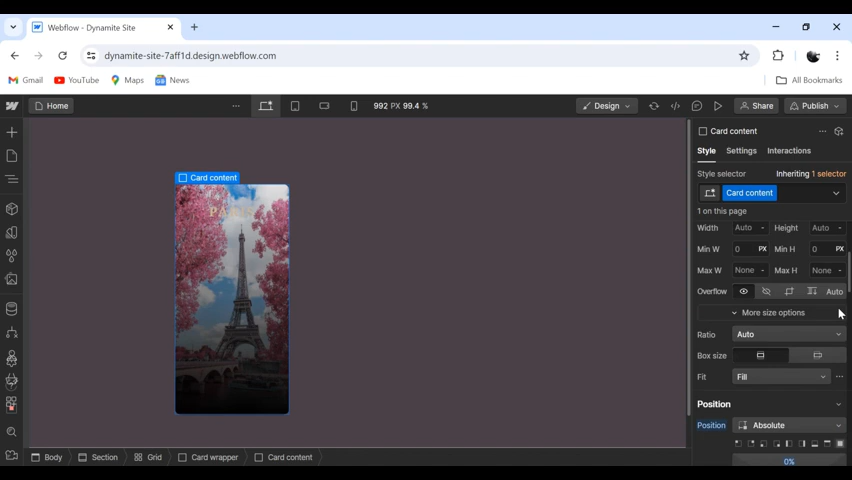 Webflow - Dynamite Site
dynamite-site-7aff1d.design.webflow.com
Gmail YouTube Maps News All Bookmarks
Home 992 PX 99.4 % Design Share Publish
Card content
Style Settings Interactions
Style selector Inheriting 1 selector
Card content
1 on this page
Width Auto Height Auto
Min W 0 PX Min H 0 PX
Max W None Max H None
Overflow Auto
More size options
Ratio Auto
Box size
Fit Fill
Position
Position Absolute
0%
Card content
PARIS
Body Section Grid Card wrapper Card content